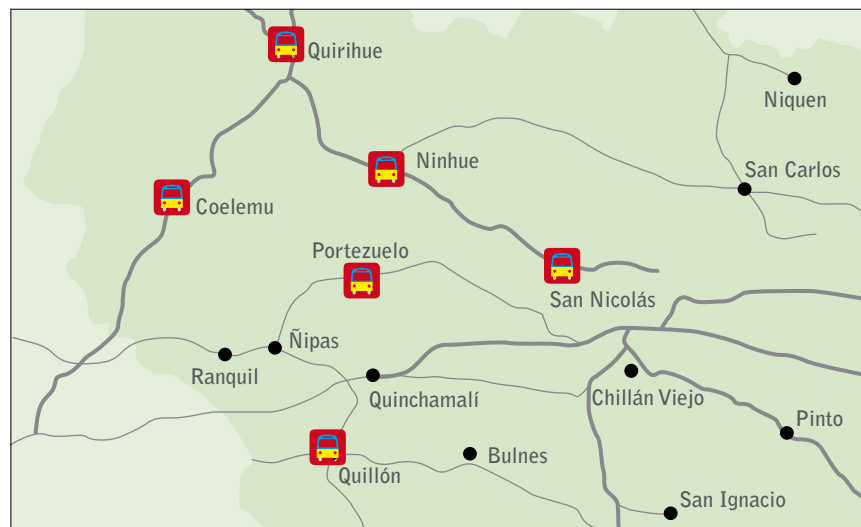 Quirihue
Niquen
Ninhue
San Carlos
Coelemu
Portezuelo
San Nicolás
Ñipas
Ranquil
Quinchamalí
Chillán Viejo
Pinto
Bulnes
Quillón
San Ignacio